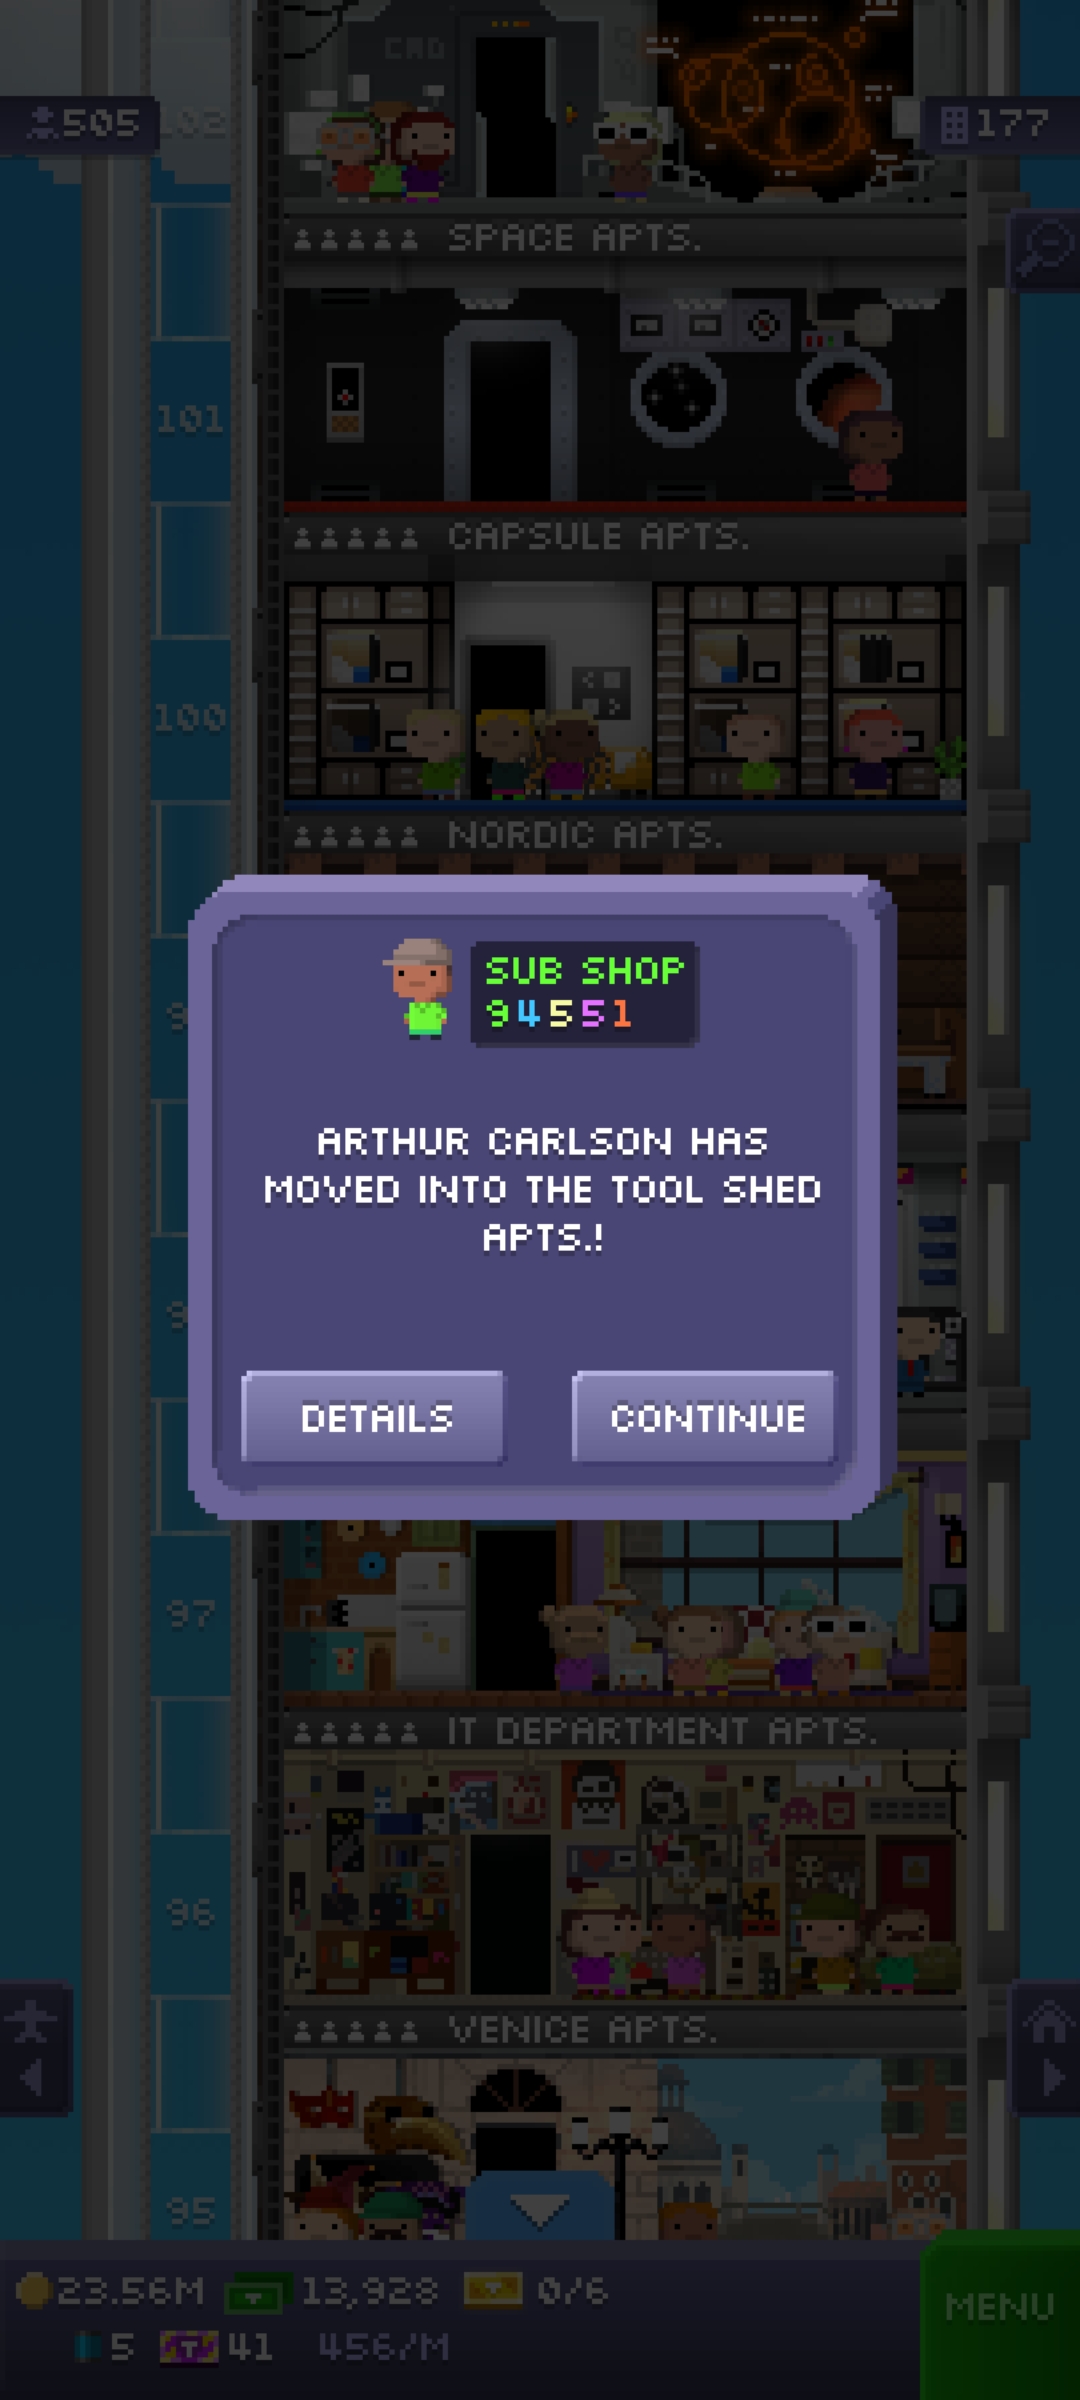 CMD
505
102
177
SPACE APTS.
101
CAPSULE APTS.
100
NORDIC APTS.
SUB SHOP
94551
ARTHUR CARLSON HAS
MOVED INTO THE TOOL SHED
APTS.!
DETAILS
CONTINUE
97
IT DEPARTMENT APTS.
96
VENICE APTS.
95
23.56M
13,928
0/6
MENU
5
T
41
456/M